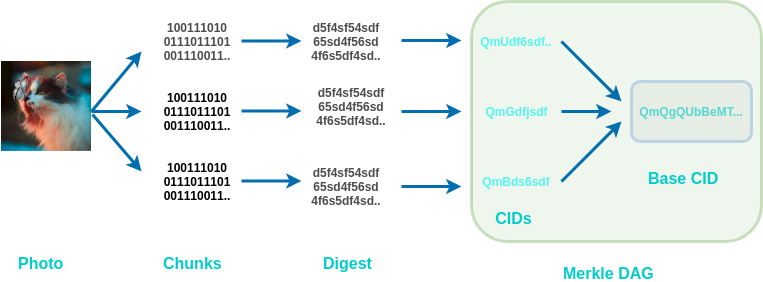 100111010
0111011101
001110011..
d5f4sf54sdf
65sd4f56sd
4f6s5df4sd..
QmUdf6sdf..
100111010
0111011101
001110011..
d5f4sf54sdf
65sd4f56sd
4f6s5df4sd..
QmGdfjsdf
QmQgQUbBeMT...
100111010
0111011101
001110011..
d5f4sf54sdf
65sd4f56sd
4f6s5df4sd..
QmBds6sdf
Base CID
CIDs
Photo
Chunks
Digest
Merkle DAG